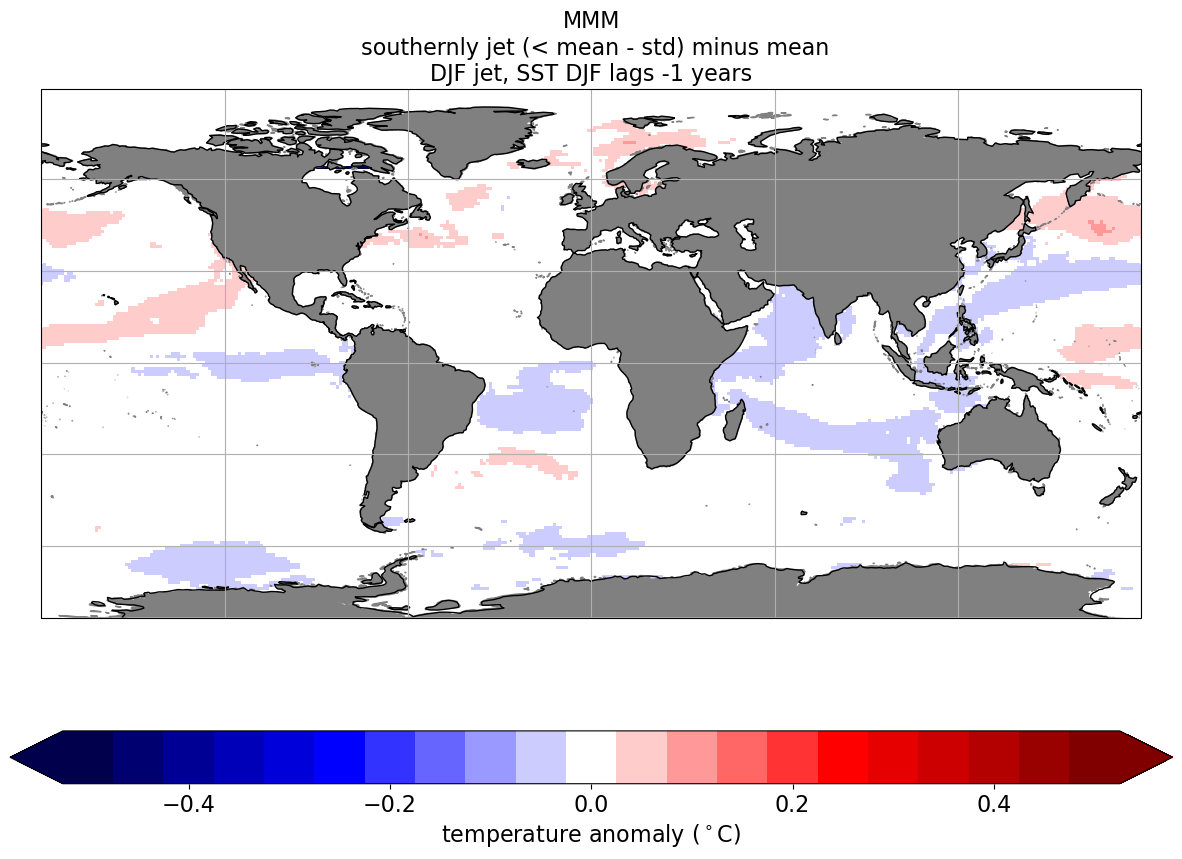 MMM
southernly jet (< mean - std) minus mean
DJF jet, SST DJF lags -1 years
−0.4 −0.2 0.0 0.2 0.4
temperature anomaly (°C)